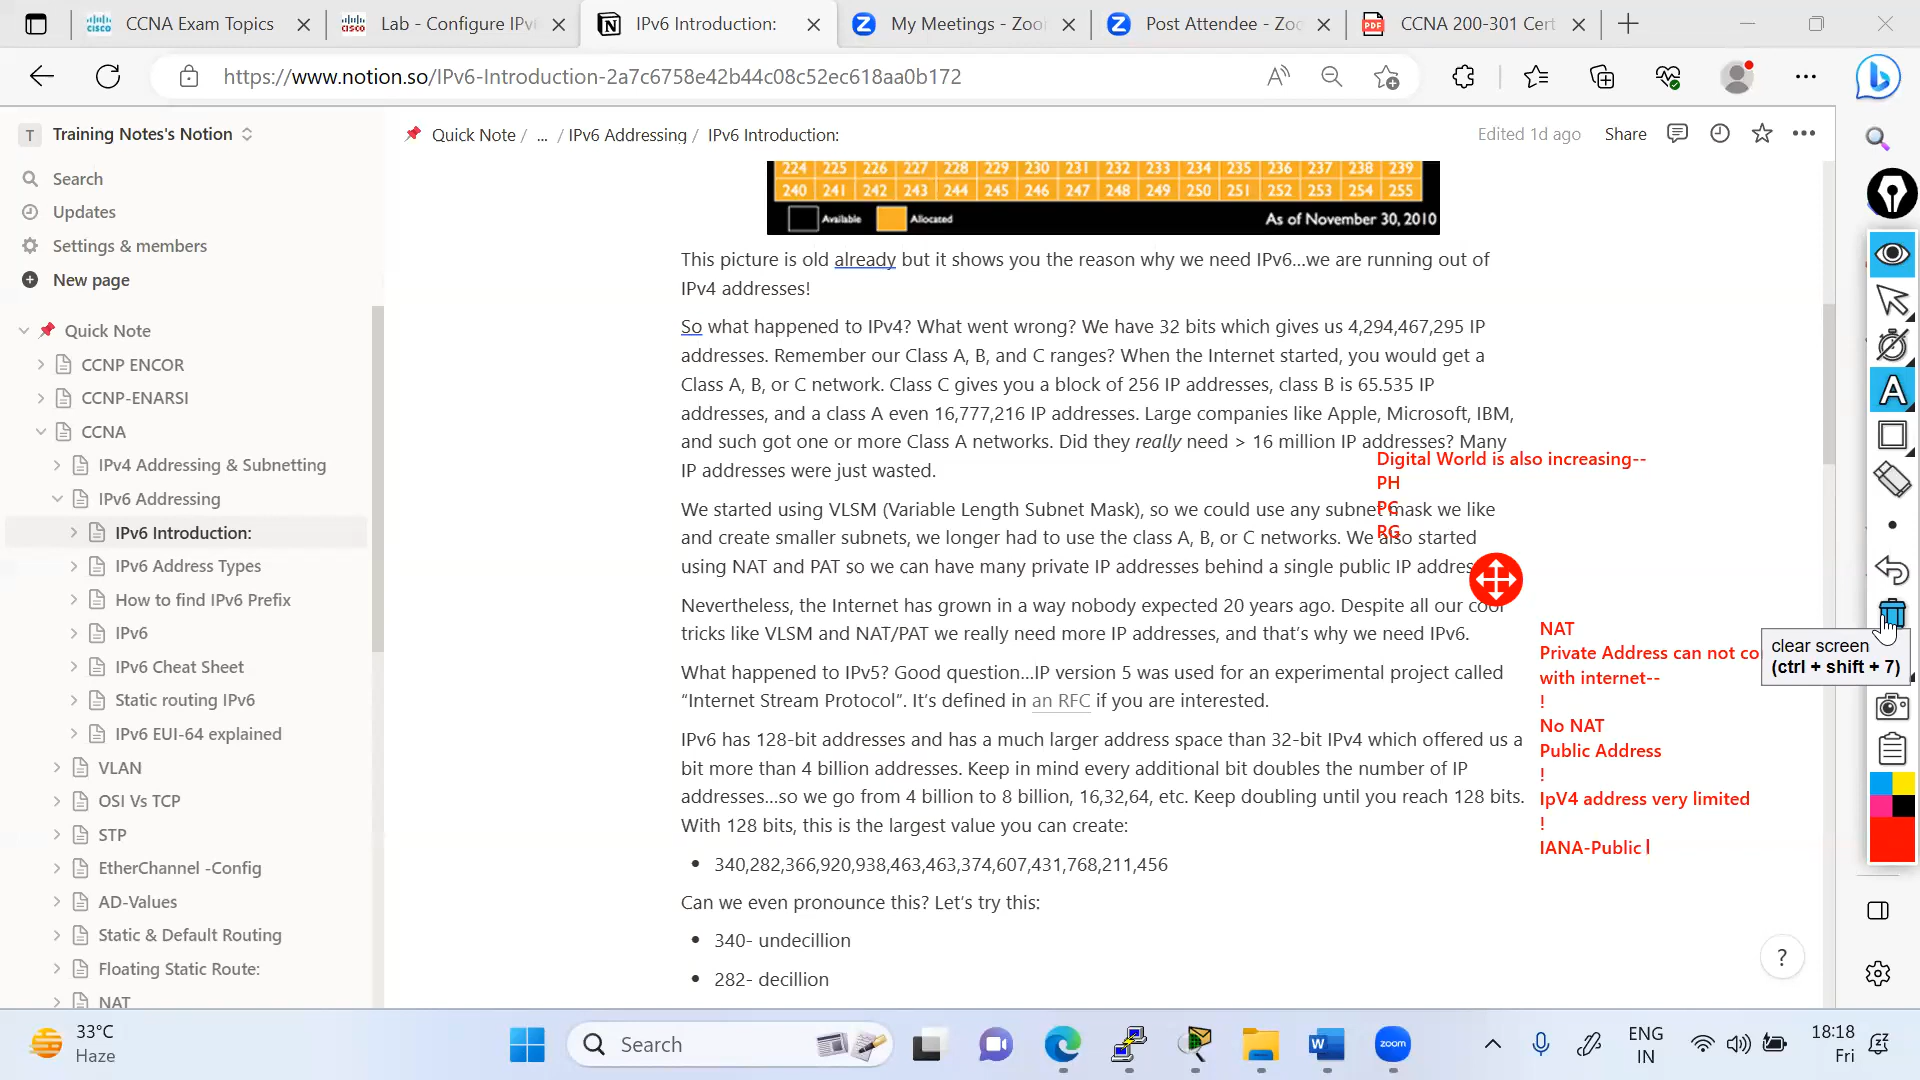 CCNA Exam Topics
Lab - Configure IPv
IPv6 Introduction:
My Meetings - Zoo
Post Attendee - Zo
CCNA 200-301 Cert
https://www.notion.so/IPv6-Introduction-2a7c6758e42b44c08c52ec618aa0b172
T Training Notes's Notion
Quick Note / ... / IPv6 Addressing / IPv6 Introduction:
Edited 1d ago Share
Search
Updates
Settings & members
New page
Quick Note
CCNP ENCOR
CCNP-ENARSI
CCNA
IPv4 Addressing & Subnetting
IPv6 Addressing
IPv6 Introduction:
IPv6 Address Types
How to find IPv6 Prefix
IPv6
IPv6 Cheat Sheet
Static routing IPv6
IPv6 EUI-64 explained
VLAN
OSI Vs TCP
STP
EtherChannel -Config
AD-Values
Static & Default Routing
Floating Static Route:
NAT
224 225 226 227 228 229 230 231 232 233 234 235 236 237 238 239
240 241 242 243 244 245 246 247 248 249 250 251 252 253 254 255
Available Allocated As of November 30, 2010
This picture is old already but it shows you the reason why we need IPv6...we are running out of
IPv4 addresses!
So what happened to IPv4? What went wrong? We have 32 bits which gives us 4,294,467,295 IP
addresses. Remember our Class A, B, and C ranges? When the Internet started, you would get a
Class A, B, or C network. Class C gives you a block of 256 IP addresses, class B is 65.535 IP
addresses, and a class A even 16,777,216 IP addresses. Large companies like Apple, Microsoft, IBM,
and such got one or more Class A networks. Did they really need > 16 million IP addresses? Many
IP addresses were just wasted.
We started using VLSM (Variable Length Subnet Mask), so we could use any subnet mask we like
and create smaller subnets, we longer had to use the class A, B, or C networks. We also started
using NAT and PAT so we can have many private IP addresses behind a single public IP addres
Nevertheless, the Internet has grown in a way nobody expected 20 years ago. Despite all our cool
tricks like VLSM and NAT/PAT we really need more IP addresses, and that's why we need IPv6.
What happened to IPv5? Good question...IP version 5 was used for an experimental project called
“Internet Stream Protocol”. It's defined in an RFC if you are interested.
IPv6 has 128-bit addresses and has a much larger address space than 32-bit IPv4 which offered us a
bit more than 4 billion addresses. Keep in mind every additional bit doubles the number of IP
addresses...so we go from 4 billion to 8 billion, 16,32,64, etc. Keep doubling until you reach 128 bits.
With 128 bits, this is the largest value you can create:
• 340,282,366,920,938,463,463,374,607,431,768,211,456
Can we even pronounce this? Let's try this:
• 340- undecillion
• 282- decillion
Digital World is also increasing--
PH
PC
RG
NAT
Private Address can not co
with internet--
!
No NAT
Public Address
!
IpV4 address very limited
!
IANA-Public
A
clear screen
(ctrl + shift + 7)
?
33°C
Haze
Search
zoom
ENG
IN
18:18
Fri